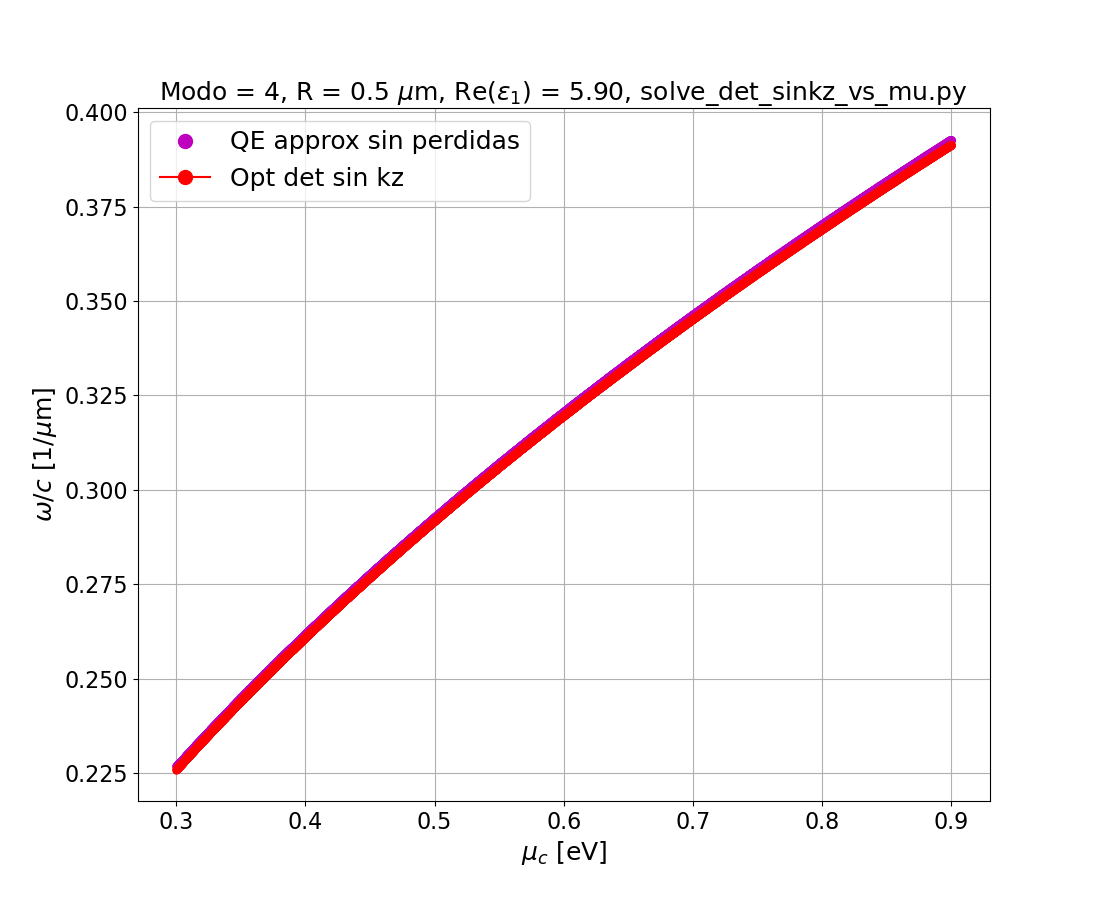 Modo = 4, R = 0.5 μm, Re(ε₁) = 5.90, solve_det_sinkz_vs_mu.py
QE approx sin perdidas
Opt det sin kz
0.400
0.375
0.350
0.325
0.300
0.275
0.250
0.225
ω/c [1/μm]
0.3 0.4 0.5 0.6 0.7 0.8 0.9
μ_c [eV]